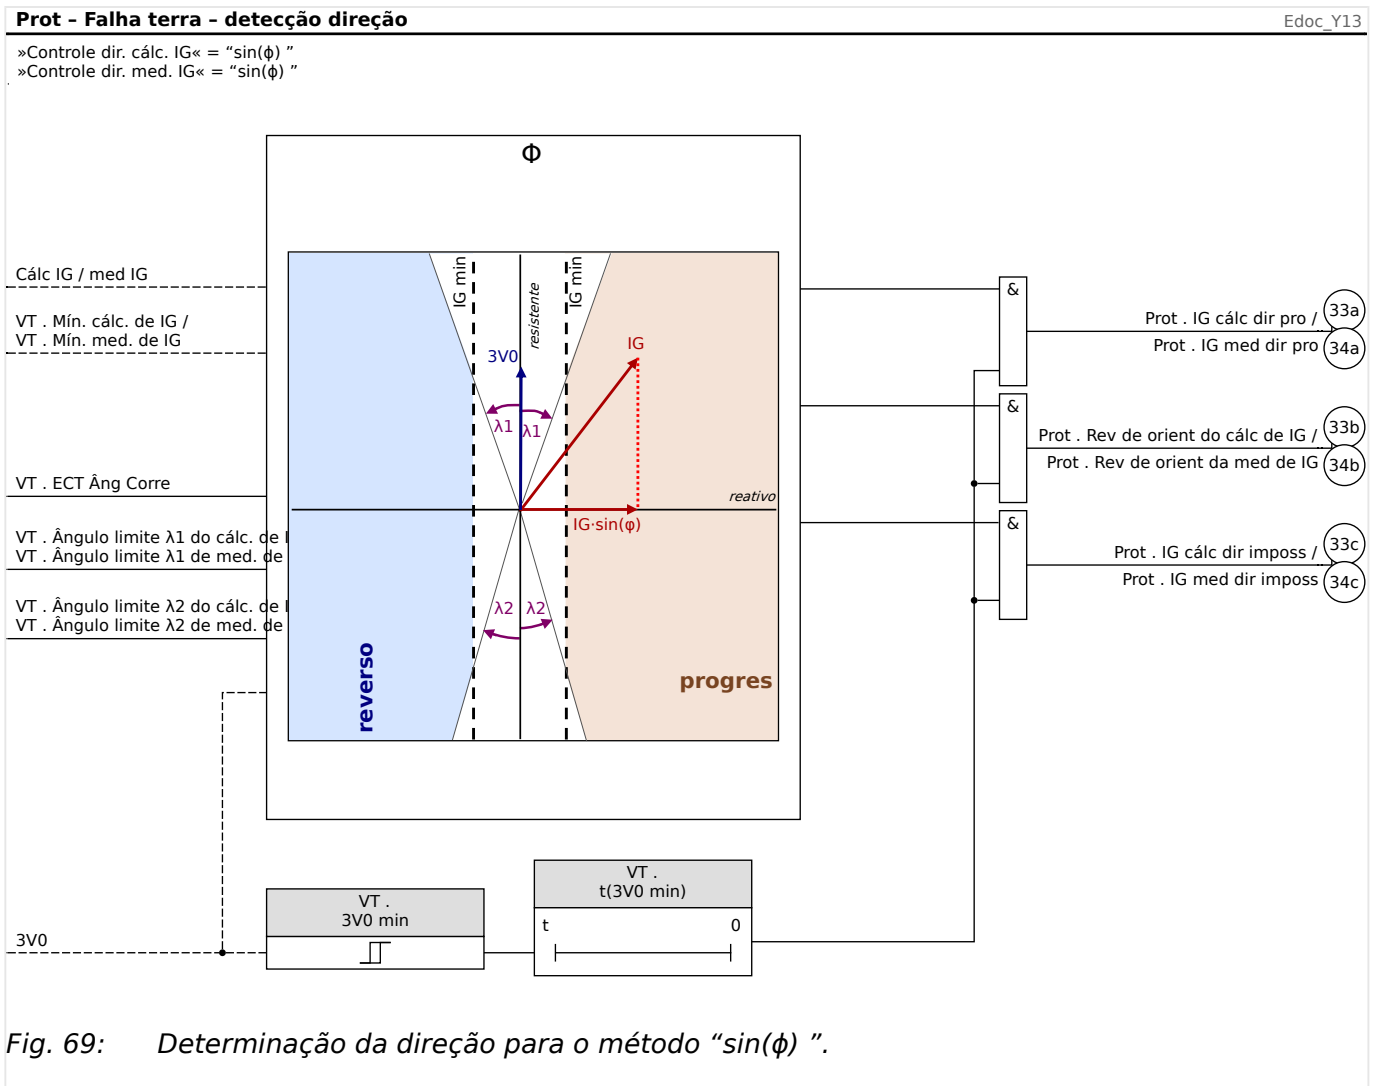 Prot – Falha terra – detecção direção
Edoc_Y13
»Controle dir. cálc. IG« = “sin(ϕ) ”
»Controle dir. med. IG« = “sin(ϕ) ”
Φ
Cálc IG / med IG
VT . Mín. cálc. de IG /
VT . Mín. med. de IG
VT . ECT Âng Corre
VT . Ângulo limite λ1 do cálc. de I
VT . Ângulo limite λ1 de med. de
VT . Ângulo limite λ2 do cálc. de I
VT . Ângulo limite λ2 de med. de
IG min
resistente
IG min
3V0
IG
λ1
λ1
reativo
IG·sin(φ)
λ2
λ2
reverso
progres
&
Prot . IG cálc dir pro /
33a
Prot . IG med dir pro
34a
&
Prot . Rev de orient do cálc de IG /
33b
Prot . Rev de orient da med de IG
34b
&
Prot . IG cálc dir imposs /
33c
Prot . IG med dir imposs
34c
VT .
3V0 min
VT .
t(3V0 min)
t
0
3V0
Fig. 69: Determinação da direção para o método “sin(ϕ) ”.